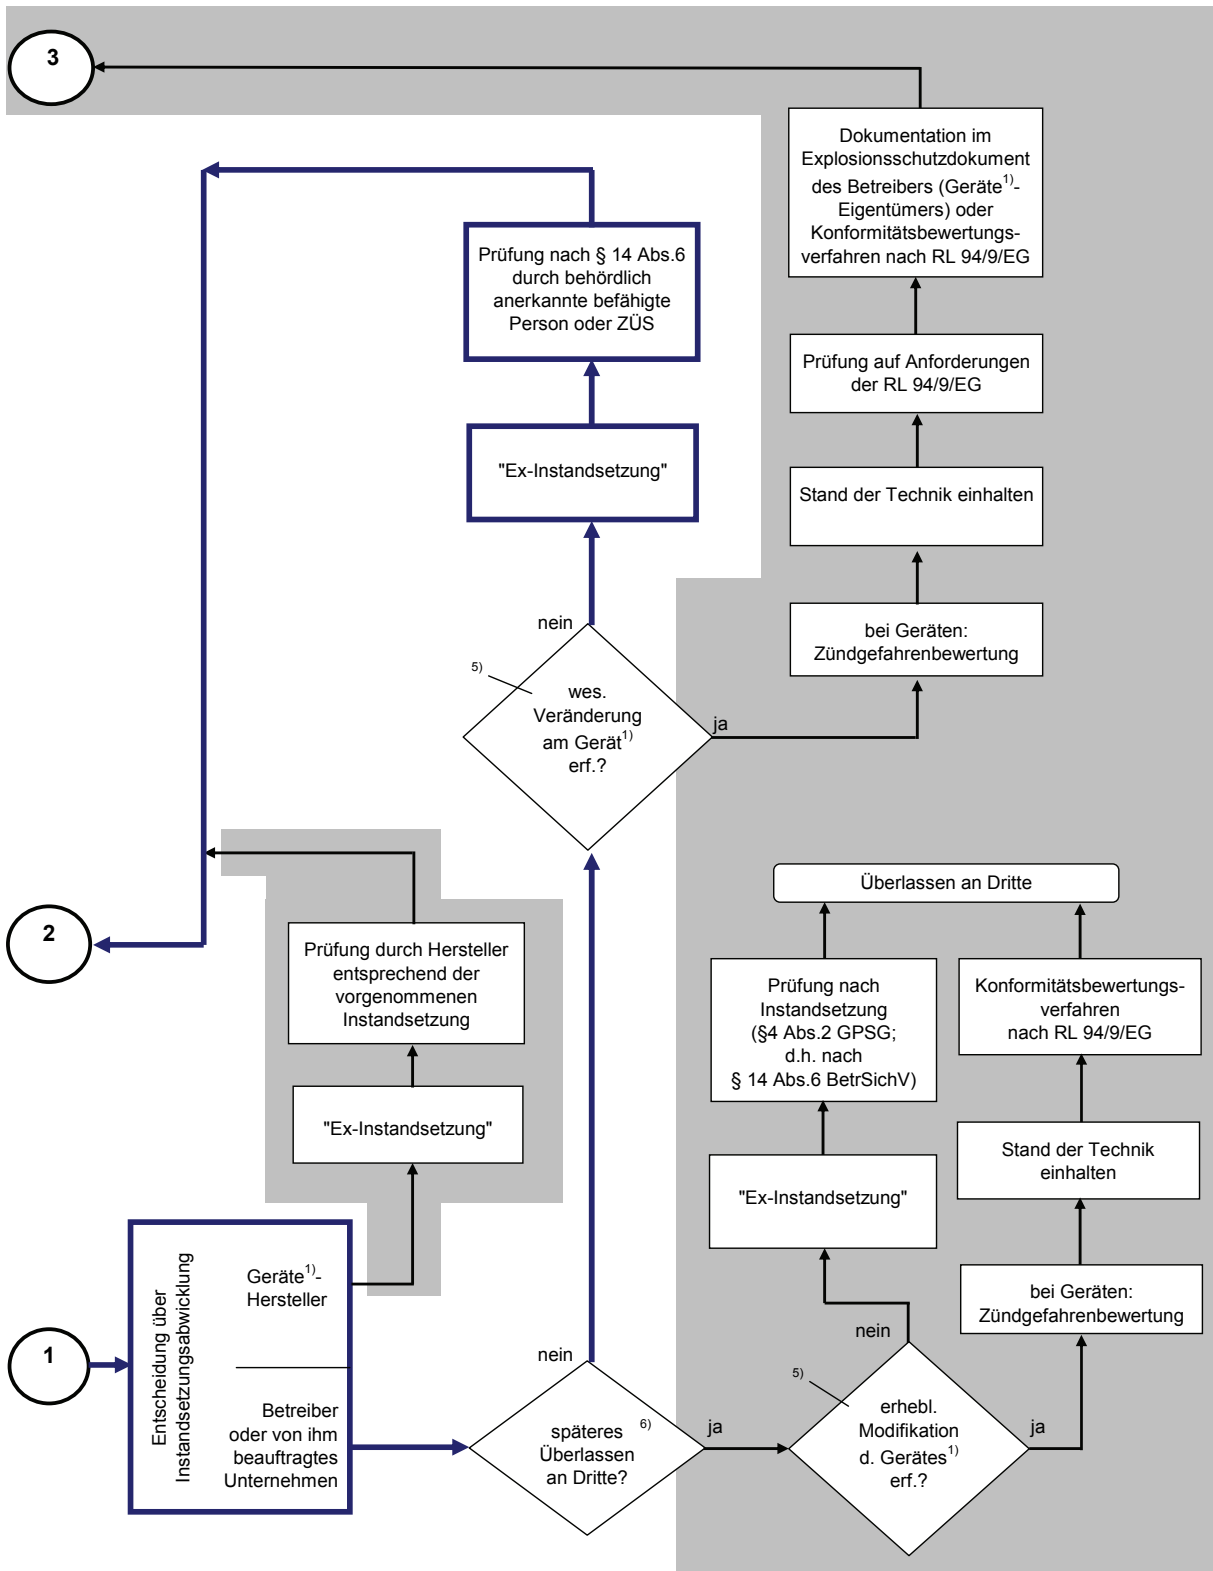 3
Dokumentation im
Explosionsschutzdokument
des Betreibers (Geräte1)-
Eigentümers) oder
Konformitätsbewertungs-
verfahren nach RL 94/9/EG
Prüfung nach § 14 Abs.6
durch behördlich
anerkannte befähigte
Person oder ZÜS
Prüfung auf Anforderungen
der RL 94/9/EG
"Ex-Instandsetzung"
Stand der Technik einhalten
bei Geräten:
Zündgefahrenbewertung
nein
5)
wes.
Veränderung
am Gerät1)
erf.?
ja
Überlassen an Dritte
2
Prüfung durch Hersteller
entsprechend der
vorgenommenen
Instandsetzung
Prüfung nach
Instandsetzung
(§4 Abs.2 GPSG;
d.h. nach
§ 14 Abs.6 BetrSichV)
Konformitätsbewertungs-
verfahren
nach RL 94/9/EG
"Ex-Instandsetzung"
Stand der Technik
einhalten
"Ex-Instandsetzung"
bei Geräten:
Zündgefahrenbewertung
1
Entscheidung über
Instandsetzungsabwicklung
Geräte1)-
Hersteller
Betreiber
oder von ihm
beauftragtes
Unternehmen
nein
späteres 6)
Überlassen
an Dritte?
ja
nein
5)
erhebl.
Modifikation
d. Gerätes1)
erf.?
ja